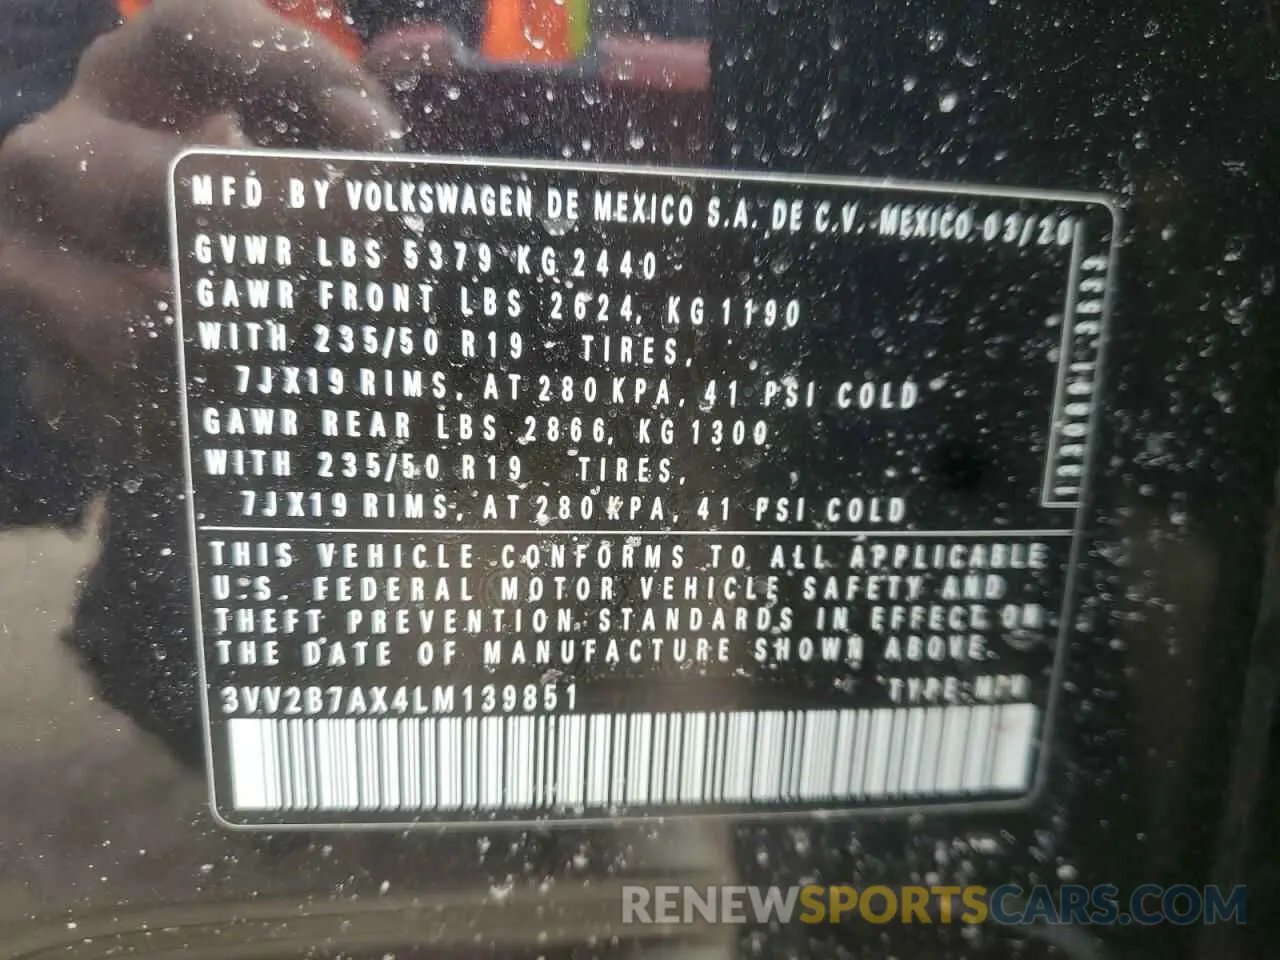 MFD BY VOLKSWAGEN DE MEXICO S.A. DE C.V. MEXICO 03/20
GVWR LBS 5379 KG 2440
GAWR FRONT LBS 2624, KG 1190
WITH 235/50 R19 TIRES,
7JX19 RIMS, AT 280 KPA, 41 PSI COLD
GAWR REAR LBS 2866, KG 1300
WITH 235/50 R19 TIRES,
7JX19 RIMS, AT 280 KPA, 41 PSI COLD
THIS VEHICLE CONFORMS TO ALL APPLICABLE
U.S. FEDERAL MOTOR VEHICLE SAFETY AND
THEFT PREVENTION STANDARDS IN EFFECT ON
THE DATE OF MANUFACTURE SHOWN ABOVE.
3VV2B7AX4LM139851 TYPE: MPV
RENEWSPORTSCARS.COM